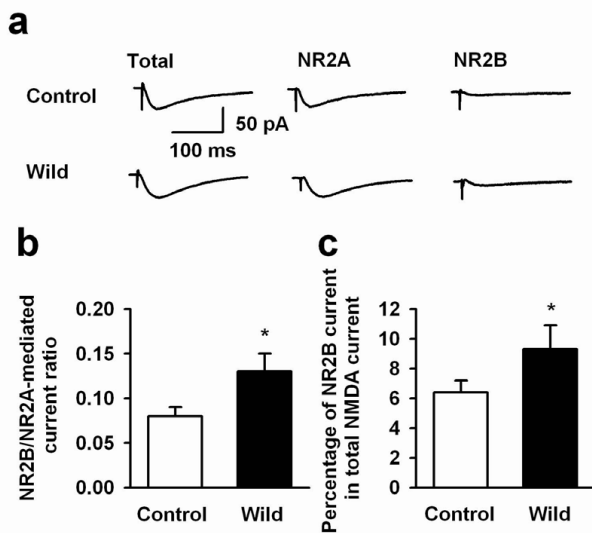 a
Total NR2A NR2B
Control
50 pA
100 ms
Wild
b
NR2B/NR2A-mediated
current ratio
0.20
0.15
0.10
0.05
0.00
*
Control Wild
c
Percentage of NR2B current
in total NMDA current
12
10
8
6
4
2
0
*
Control Wild